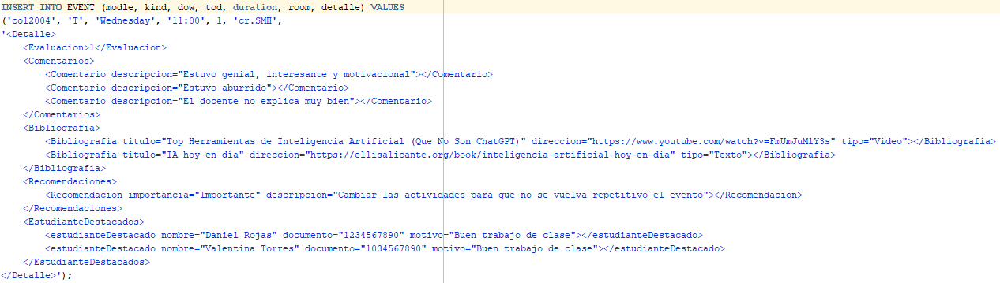 INSERT INTO EVENT (modle, kind, dow, tod, duration, room, detalle) VALUES
('co12004', 'T', 'Wednesday', '11:00', 1, 'cr.SMH',
'<Detalle>
<Evaluacion>1</Evaluacion>
<Comentarios>
<Comentario descripcion="Estuvo genial, interesante y motivacional"></Comentario>
<Comentario descripcion="Estuvo aburrido"></Comentario>
<Comentario descripcion="El docente no explica muy bien"></Comentario>
</Comentarios>
<Bibliografia>
<Bibliografia titulo="Top Herramientas de Inteligencia Artificial (Que No Son ChatGPT)" direccion="https://www.youtube.com/watch?v=FmUmJuMlY3s" tipo="Video"></Bibliografia>
<Bibliografia titulo="IA hoy en día" direccion="https://ellisalicante.org/book/inteligencia-artificial-hoy-en-dia" tipo="Texto"></Bibliografia>
</Bibliografia>
<Recomendaciones>
<Recomendacion importancia="Importante" descripcion="Cambiar las actividades para que no se vuelva repetitivo el evento"></Recomendacion>
</Recomendaciones>
<EstudianteDestacados>
<estudianteDestacado nombre="Daniel Rojas" documento="1234567890" motivo="Buen trabajo de clase"></estudianteDestacado>
<estudianteDestacado nombre="Valentina Torres" documento="1034567890" motivo="Buen trabajo de clase"></estudianteDestacado>
</EstudianteDestacados>
</Detalle>');